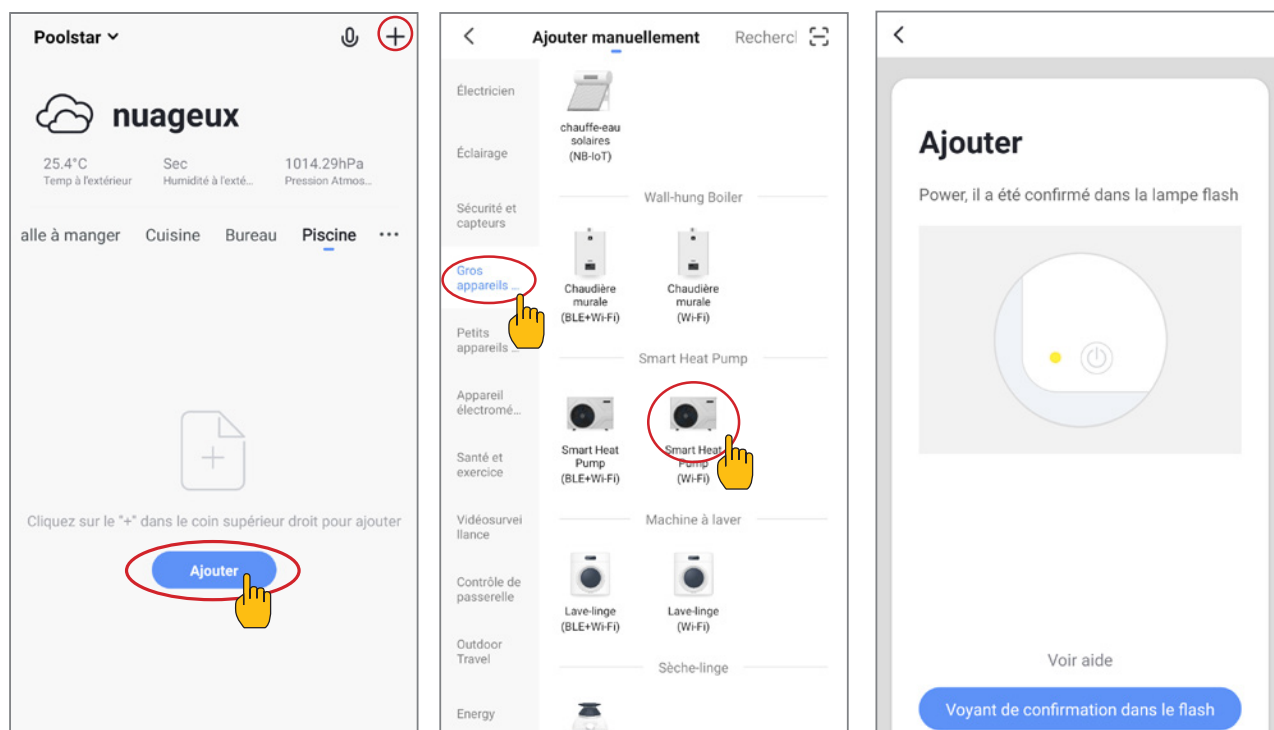 Poolstar
nuageux
25.4°C Sec 1014.29hPa
Temp à l'extérieur Humidité à l'exté... Pression Atmos...
alle à manger Cuisine Bureau Piscine ...
Cliquez sur le "+" dans le coin supérieur droit pour ajouter
Ajouter
Ajouter manuellement Recherc
Électricien
Éclairage
Sécurité et
capteurs
Gros
appareils ...
Petits
appareils ...
Appareil
électromé...
Santé et
exercice
Vidéosurvei
llance
Contrôle de
passerelle
Outdoor
Travel
Energy
chauffe-eau
solaires
(NB-IoT)
Wall-hung Boiler
Chaudière
murale
(BLE+Wi-Fi)
Chaudière
murale
(Wi-Fi)
Smart Heat Pump
Smart Heat
Pump
(BLE+Wi-Fi)
Smart Heat
Pump
(Wi-Fi)
Machine à laver
Lave-linge
(BLE+Wi-Fi)
Lave-linge
(Wi-Fi)
Sèche-linge
Ajouter
Power, il a été confirmé dans la lampe flash
Voir aide
Voyant de confirmation dans le flash